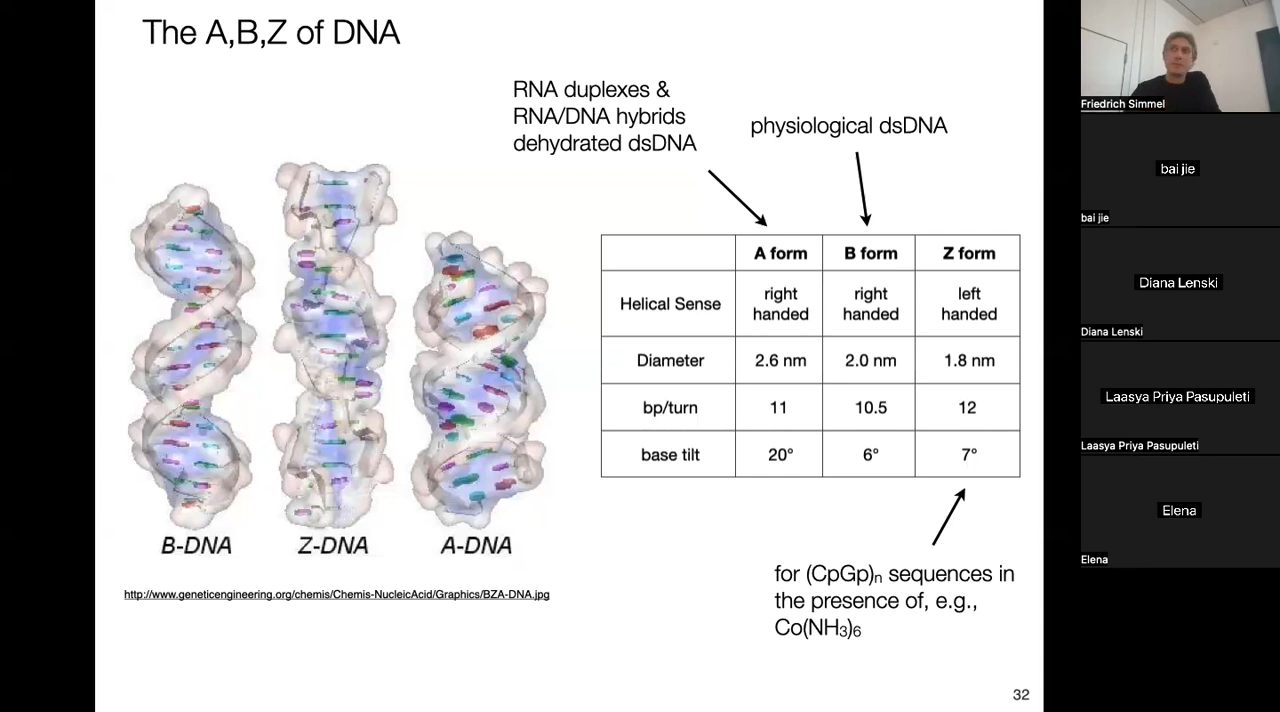 The A,B,Z of DNA
RNA duplexes &
RNA/DNA hybrids
dehydrated dsDNA
physiological dsDNA
A form B form Z form
Helical Sense right handed right handed left handed
Diameter 2.6 nm 2.0 nm 1.8 nm
bp/turn 11 10.5 12
base tilt 20° 6° 7°
B-DNA Z-DNA A-DNA
http://www.geneticengineering.org/chemis/Chemis-NucleicAcid/Graphics/BZA-DNA.jpg
for (CpGp)n sequences in
the presence of, e.g.,
Co(NH3)6
32
Friedrich Simmel
bai jie
bai jie
Diana Lenski
Diana Lenski
Laasya Priya Pasupuleti
Laasya Priya Pasupuleti
Elena
Elena